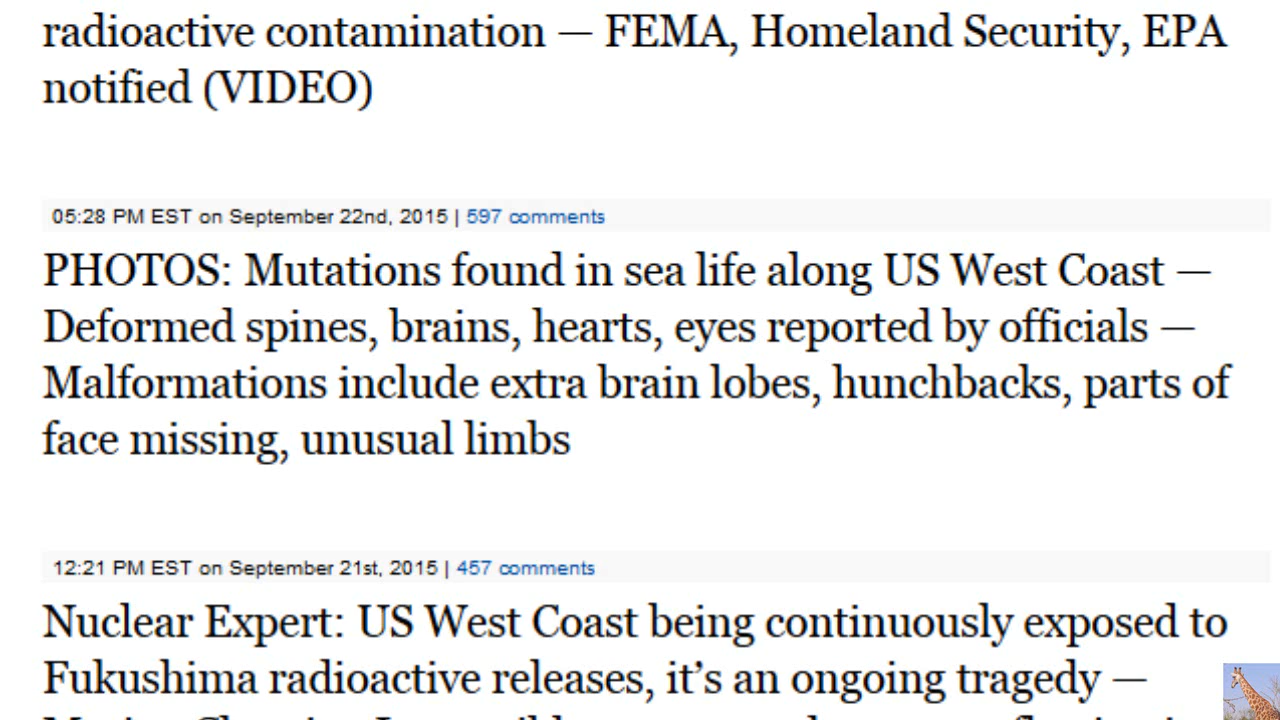 radioactive contamination — FEMA, Homeland Security, EPA
notified (VIDEO)
05:28 PM EST on September 22nd, 2015 | 597 comments
PHOTOS: Mutations found in sea life along US West Coast —
Deformed spines, brains, hearts, eyes reported by officials —
Malformations include extra brain lobes, hunchbacks, parts of
face missing, unusual limbs
12:21 PM EST on September 21st, 2015 | 457 comments
Nuclear Expert: US West Coast being continuously exposed to
Fukushima radioactive releases, it’s an ongoing tragedy —